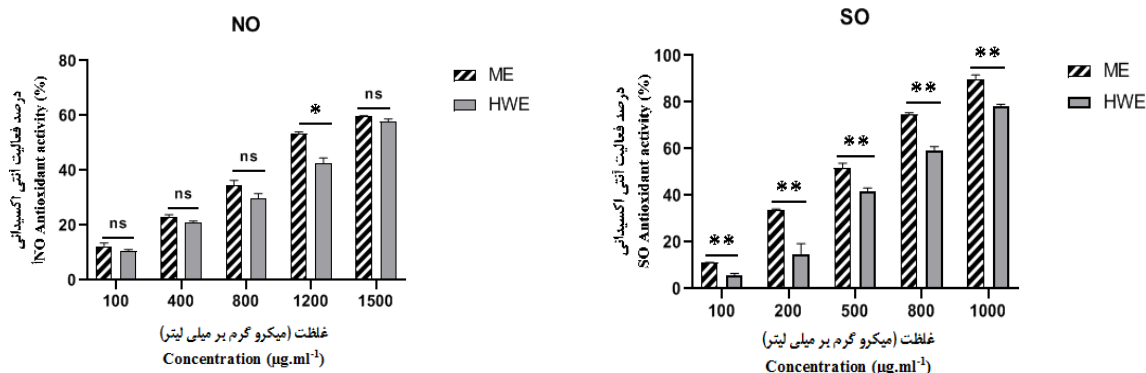 NO
درصد فعالیت آنتی اکسیدانی
NO Antioxidant activity (%)
80
60
40
20
0
ns
ns
ns
*
ns
ME
HWE
100 400 800 1200 1500
غلظت (میکرو گرم بر میلی لیتر)
Concentration (µg.ml⁻¹)
SO
درصد فعالیت آنتی اکسیدانی
SO Antioxidant activity (%)
100
80
60
40
20
0
**
**
**
**
**
ME
HWE
100 200 500 800 1000
غلظت (میکرو گرم بر میلی لیتر)
Concentration (µg.ml⁻¹)